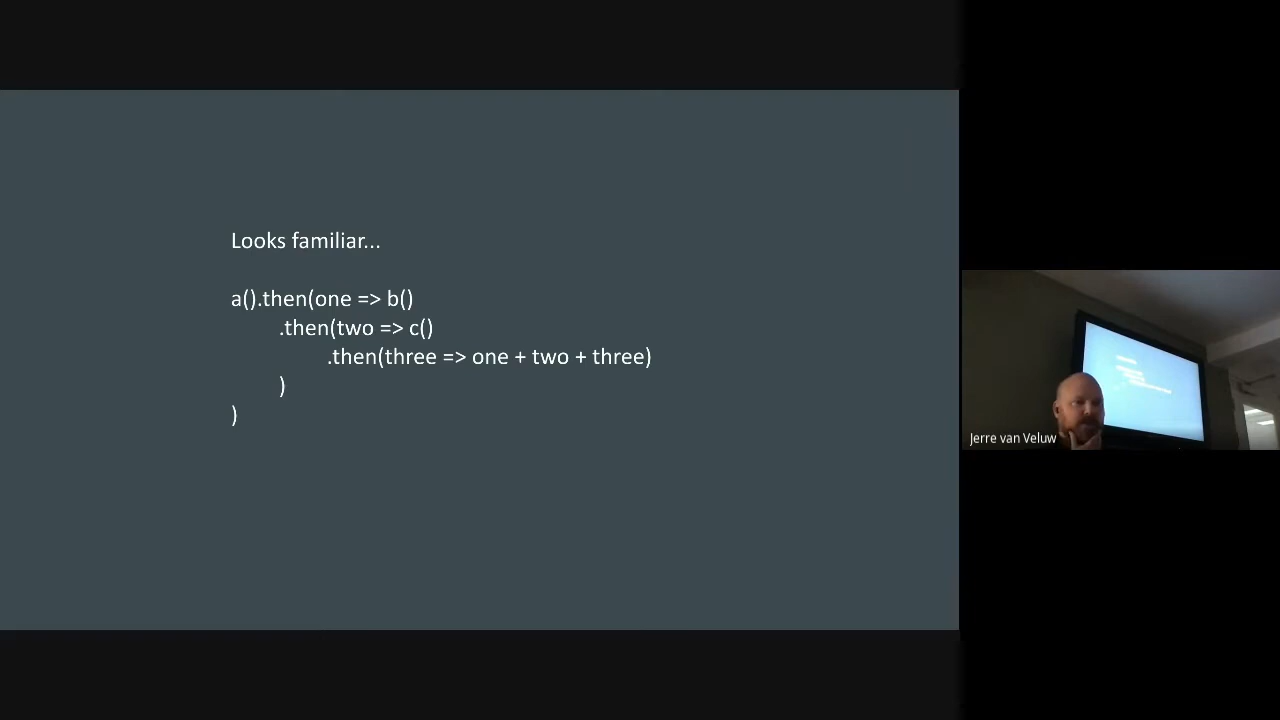 Looks familiar...
a().then(one => b()
.then(two => c()
.then(three => one + two + three)
)
)
Jerre van Veluw